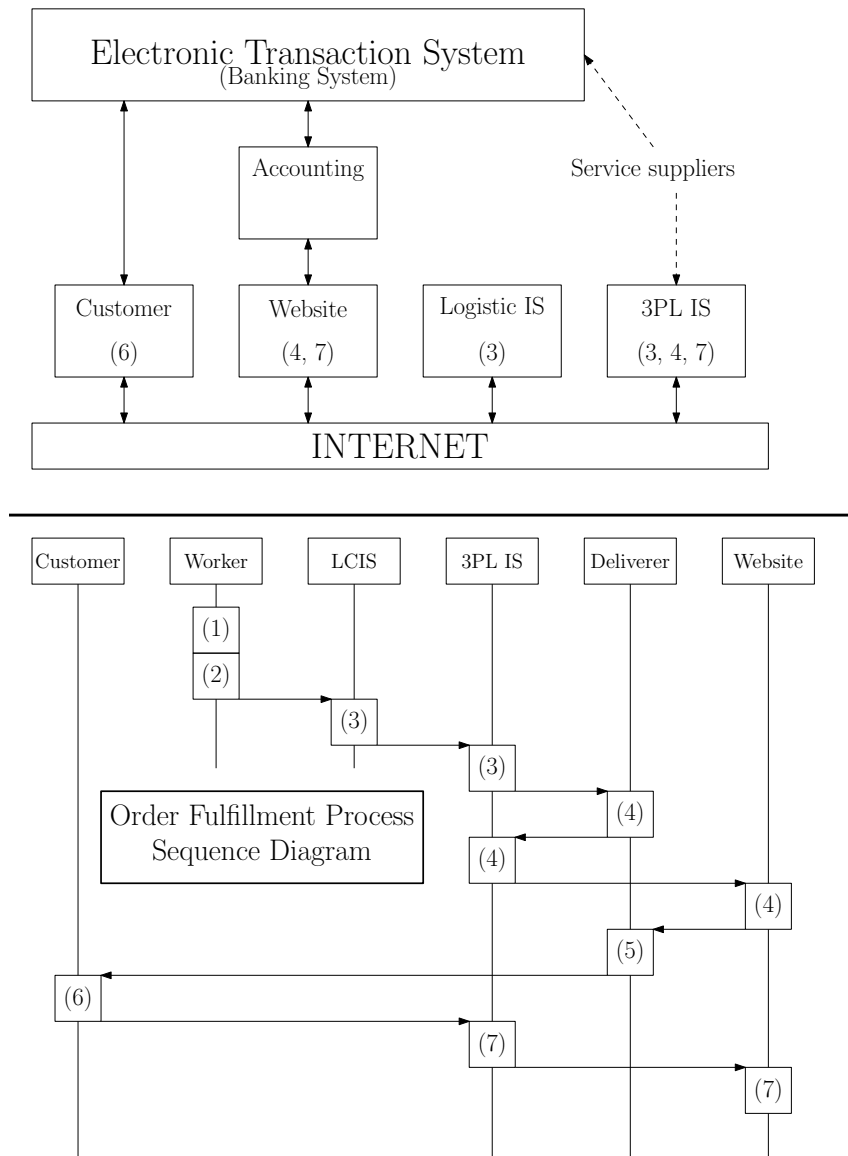 Electronic Transaction System
(Banking System)
Accounting
Service suppliers
Customer
(6)
Website
(4, 7)
Logistic IS
(3)
3PL IS
(3, 4, 7)
INTERNET
Customer
Worker
LCIS
3PL IS
Deliverer
Website
(1)
(2)
(3)
(3)
Order Fulfillment Process
Sequence Diagram
(4)
(4)
(4)
(5)
(6)
(7)
(7)